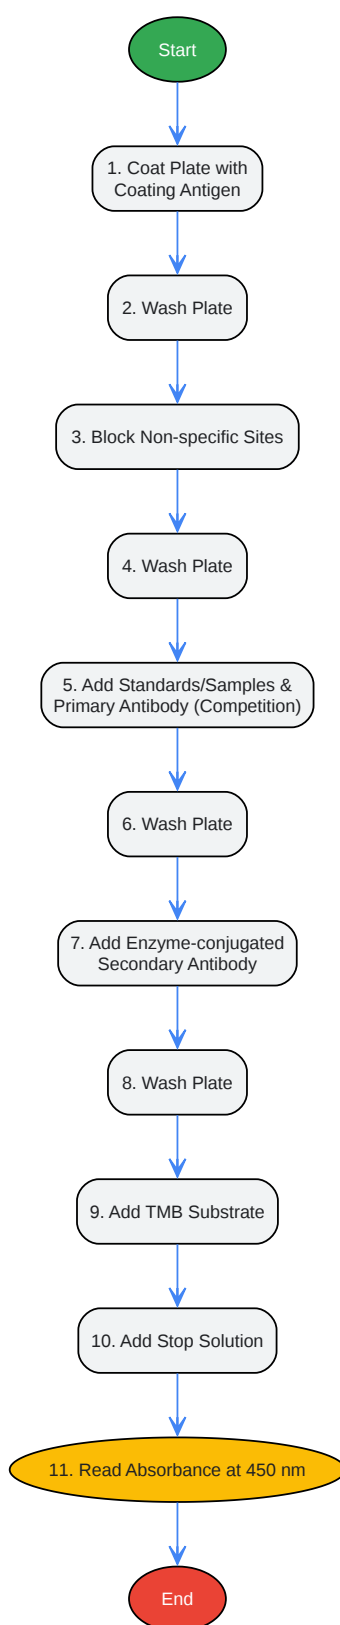 Start
1. Coat Plate with
Coating Antigen
2. Wash Plate
3. Block Non-specific Sites
4. Wash Plate
5. Add Standards/Samples &
Primary Antibody (Competition)
6. Wash Plate
7. Add Enzyme-conjugated
Secondary Antibody
8. Wash Plate
9. Add TMB Substrate
10. Add Stop Solution
11. Read Absorbance at 450 nm
End